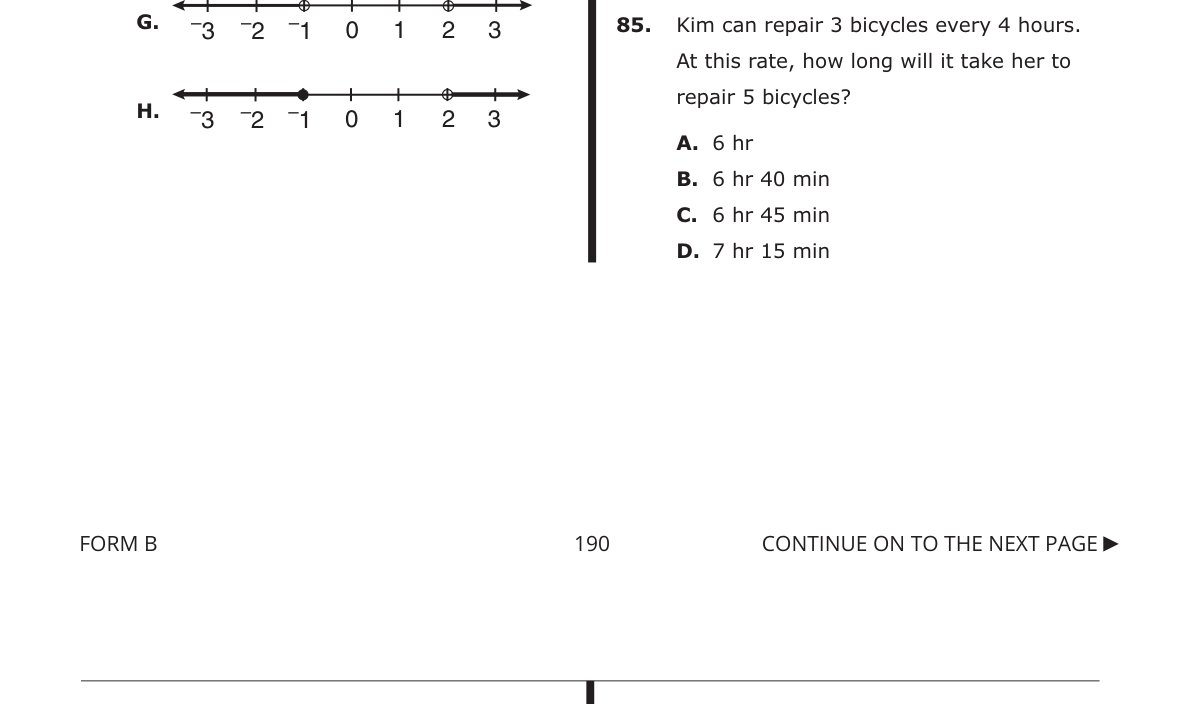 G.
⁻3 ⁻2 ⁻1 0 1 2 3
H.
⁻3 ⁻2 ⁻1 0 1 2 3
85. Kim can repair 3 bicycles every 4 hours.
At this rate, how long will it take her to
repair 5 bicycles?
A. 6 hr
B. 6 hr 40 min
C. 6 hr 45 min
D. 7 hr 15 min
FORM B 190 CONTINUE ON TO THE NEXT PAGE ►